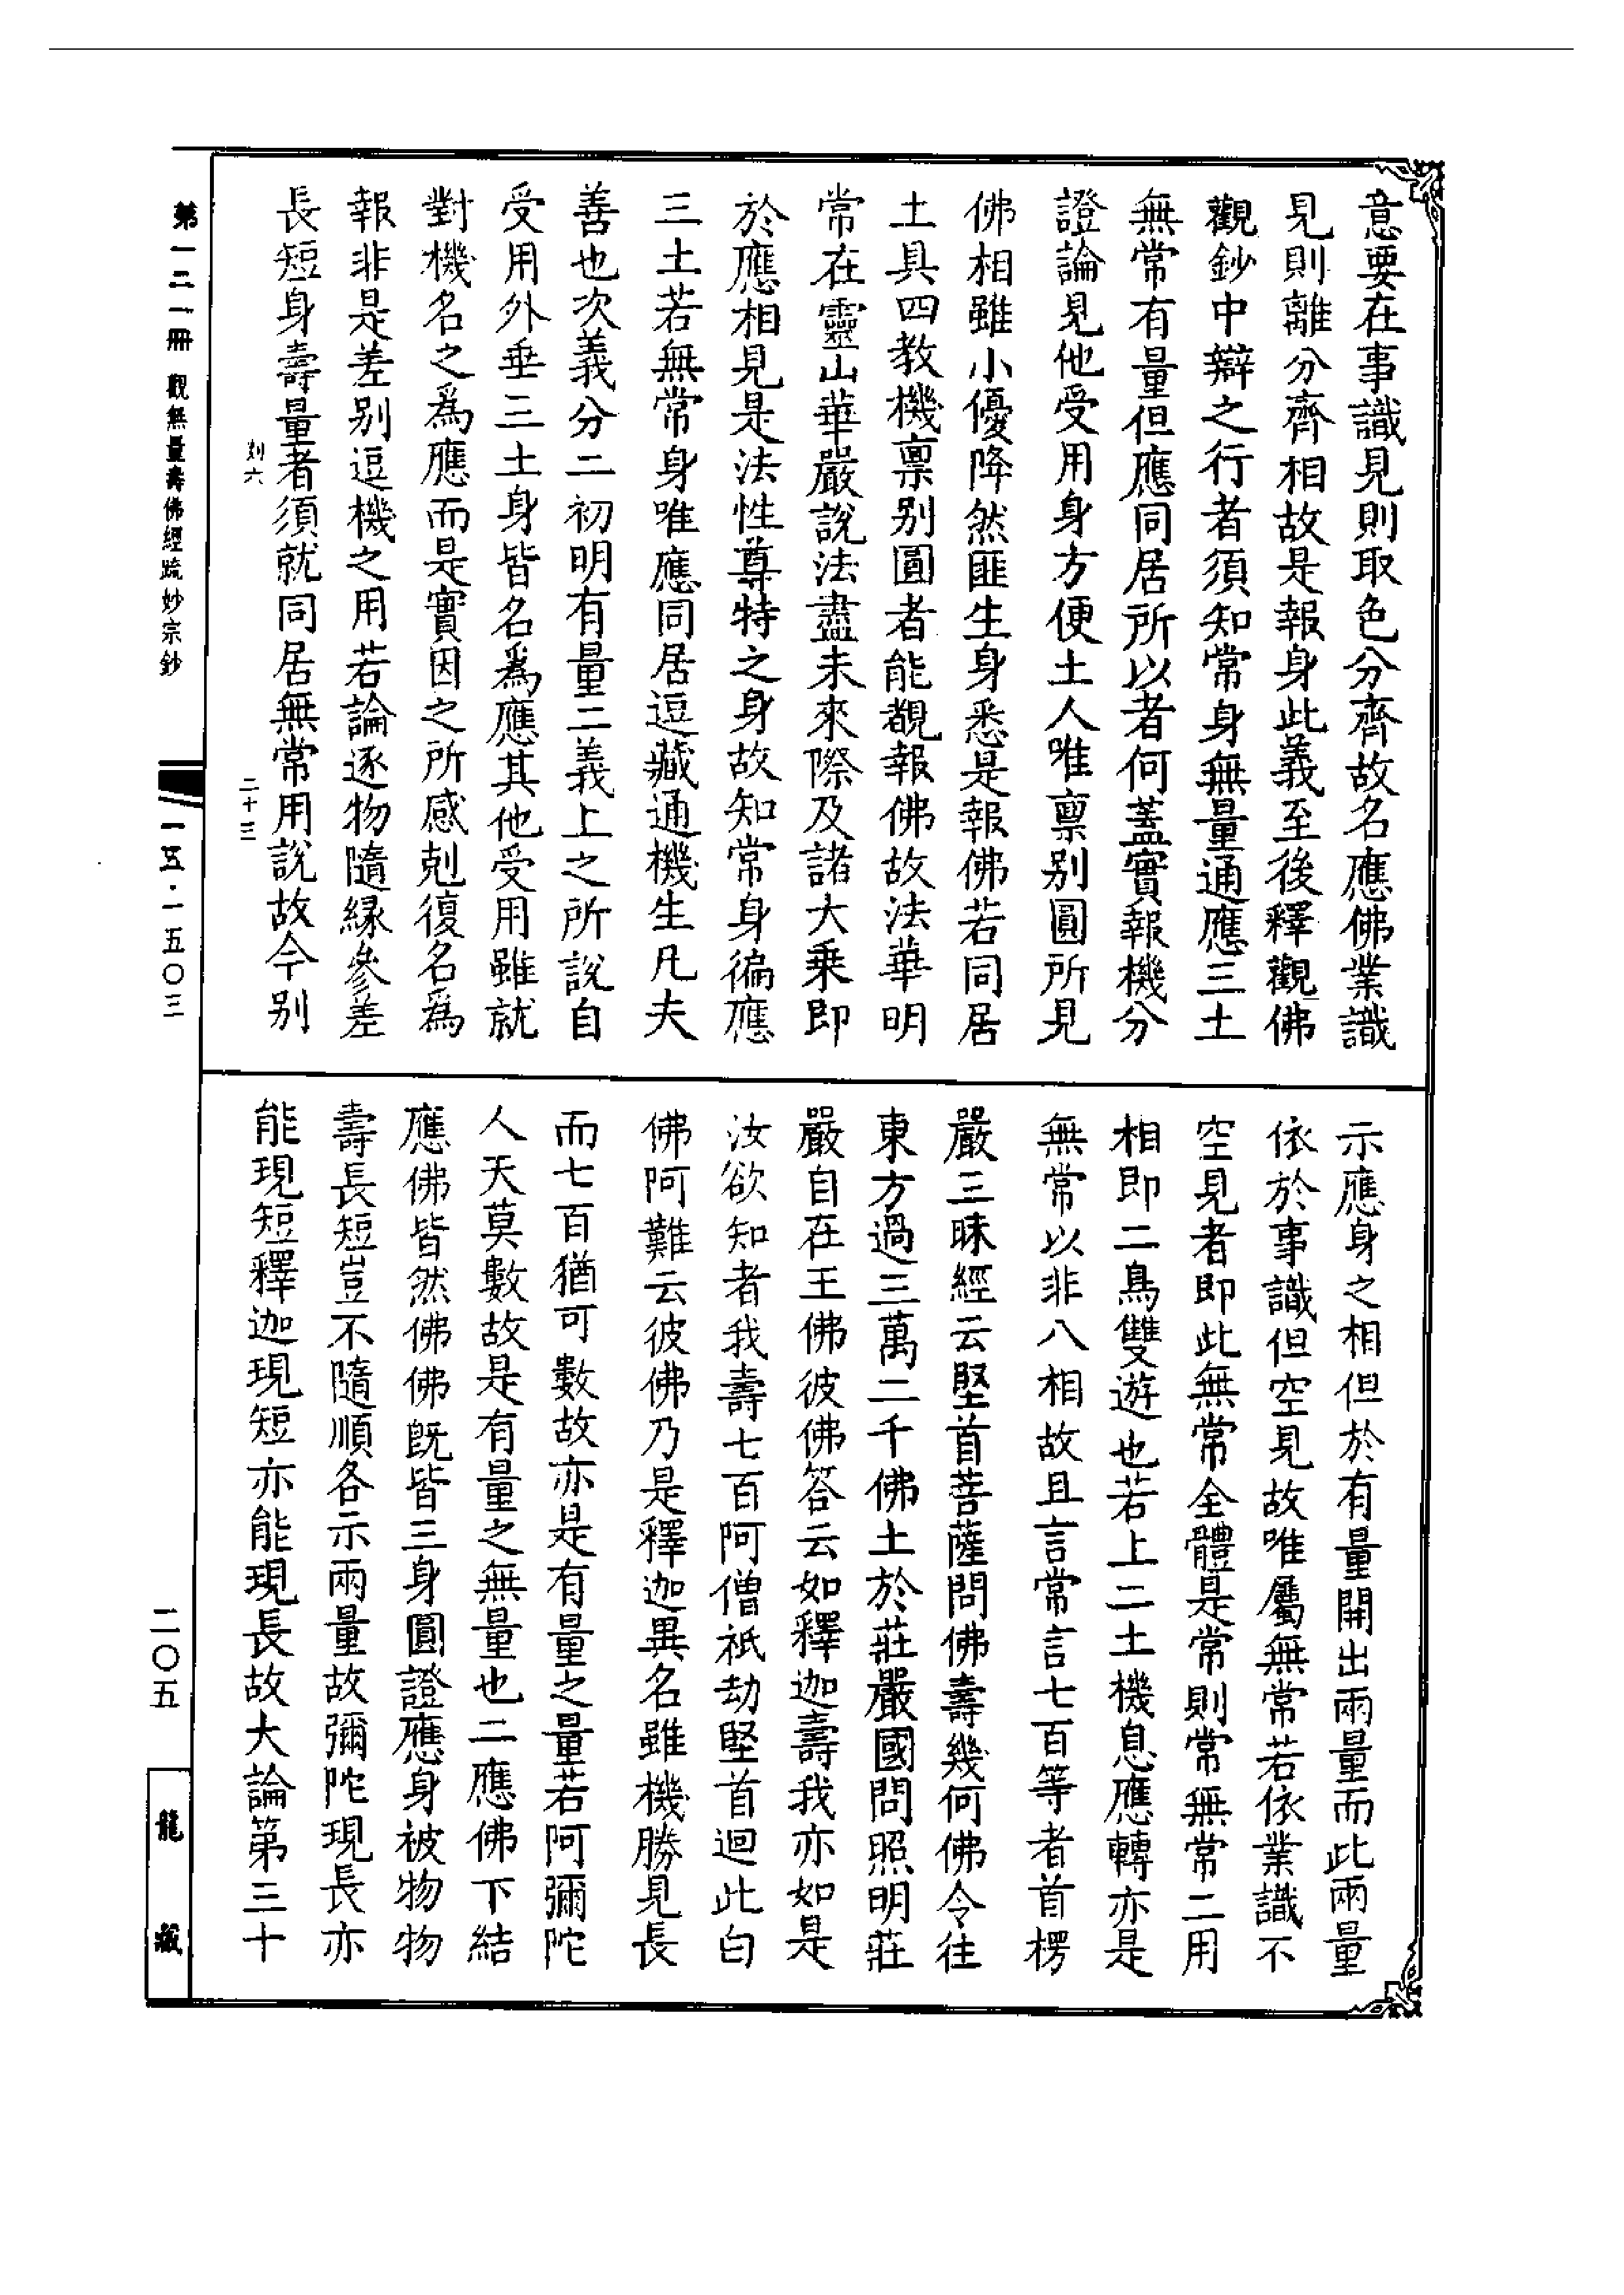 意要在事識見則取色分齊故名應佛業識
見則離分齊相故是報身此義至後釋觀佛
觀鈔中辯之行者須知常身無量通應三土
無常有量但應同居所以者何蓋實報機分
證論見他受用身方便土人唯禀別圓所見
佛相雖小優降然匪生身悉是報佛若同居
土具四教機禀別圓者能覩報佛故法華明
常在靈山華嚴說法盡未來際及諸大乘即
於應相見是法性尊特之身故知常身徧應
三土若無常身唯應同居逗藏通機生凡夫
善也次義分二初明有量二義上之所說自
受用外垂三土身皆名爲應其他受用雖就
對機名之爲應而是實因之所感剋復名爲
報非是差別逗機之用若論逐物隨緣參差
長短身壽量者須就同居無常用說故今別
示應身之相但於有量開出兩量而此兩量
依於事識但空見故唯屬無常若依業識不
空見者即此無常全體是常則常無常二用
相即二鳥雙遊也若上二土機息應轉亦是
無常以非八相故且言常言七百等者首楞
嚴三昧經云堅首菩薩問佛壽幾何佛令往
東方過三萬二千佛土於莊嚴國問照明莊
嚴自在王佛彼佛答云如釋迦壽我亦如是
汝欲知者我壽七百阿僧祇劫堅首迴此白
佛阿難云彼佛乃是釋迦異名雖機勝見長
而七百猶可數故亦是有量之量若阿彌陀
人天莫數故是有量之無量也二應佛下結
應佛皆然佛佛既皆三身圓證應身被物物
壽長短豈不隨順各示兩量故彌陀現長亦
能現短釋迦現短亦能現長故大論第三十
第一二一冊 觀無量壽佛經疏妙宗鈔
一五·一五〇三
二十三
二〇五
龍藏